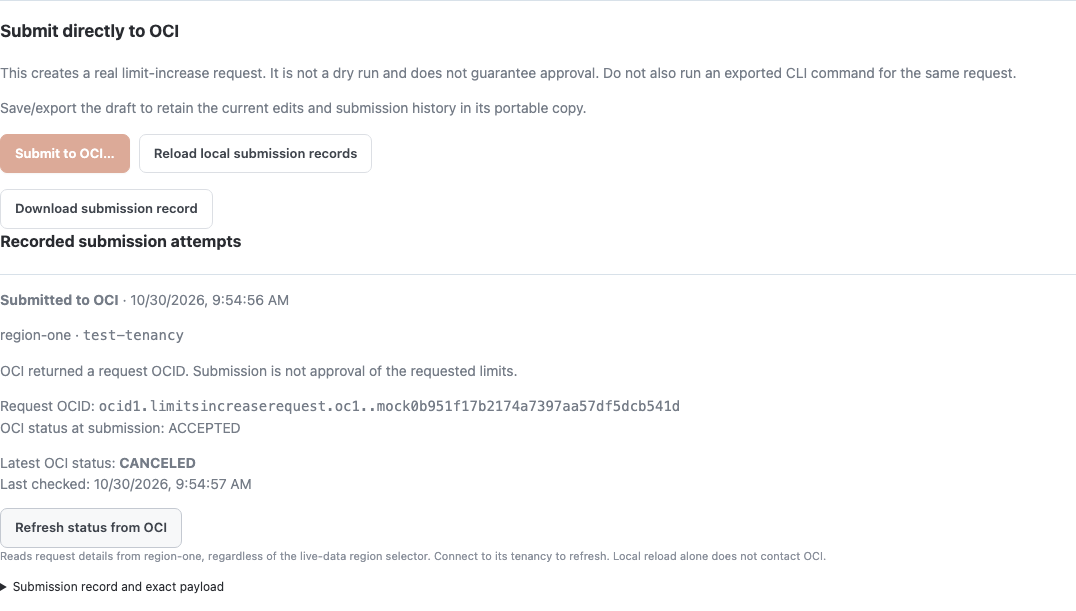 Submit directly to OCI
This creates a real limit-increase request. It is not a dry run and does not guarantee approval. Do not also run an exported CLI command for the same request.
Save/export the draft to retain the current edits and submission history in its portable copy.
Submit to OCI...
Reload local submission records
Download submission record
Recorded submission attempts
Submitted to OCI · 10/30/2026, 9:54:56 AM
region-one · test-tenancy
OCI returned a request OCID. Submission is not approval of the requested limits.
Request OCID: ocid1.limitsincreaserequest.oc1..mock0b951f17b2174a7397aa57df5dcb541d
OCI status at submission: ACCEPTED
Latest OCI status: CANCELED
Last checked: 10/30/2026, 9:54:57 AM
Refresh status from OCI
Reads request details from region-one, regardless of the live-data region selector. Connect to its tenancy to refresh. Local reload alone does not contact OCI.
Submission record and exact payload